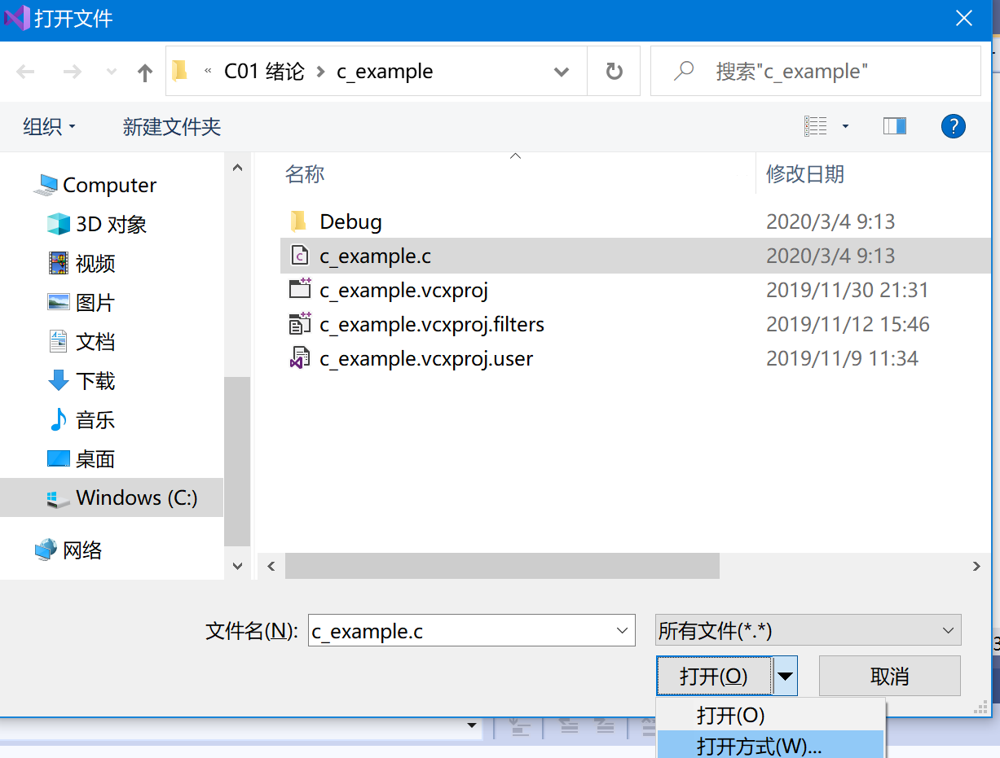 打开文件
« C01 绪论 > c_example
搜索"c_example"
组织
新建文件夹
?
名称
修改日期
Computer
3D 对象
视频
图片
文档
下载
音乐
桌面
Windows (C:)
网络
Debug 2020/3/4 9:13
c_example.c 2020/3/4 9:13
c_example.vcxproj 2019/11/30 21:31
c_example.vcxproj.filters 2019/11/12 15:46
c_example.vcxproj.user 2019/11/9 11:34
文件名(N): c_example.c
所有文件(*.*)
打开(O)
取消
打开(O)
打开方式(W)...